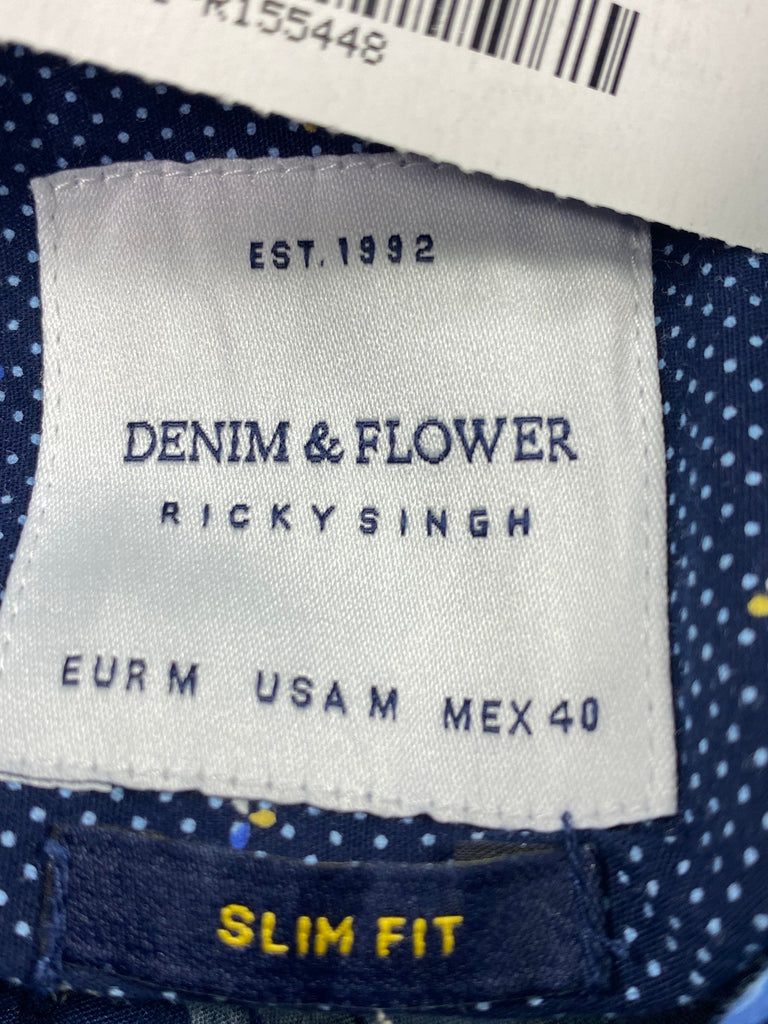 R155448
EST. 1992
DENIM & FLOWER
RICKY SINGH
EUR M USA M MEX 40
SLIM FIT